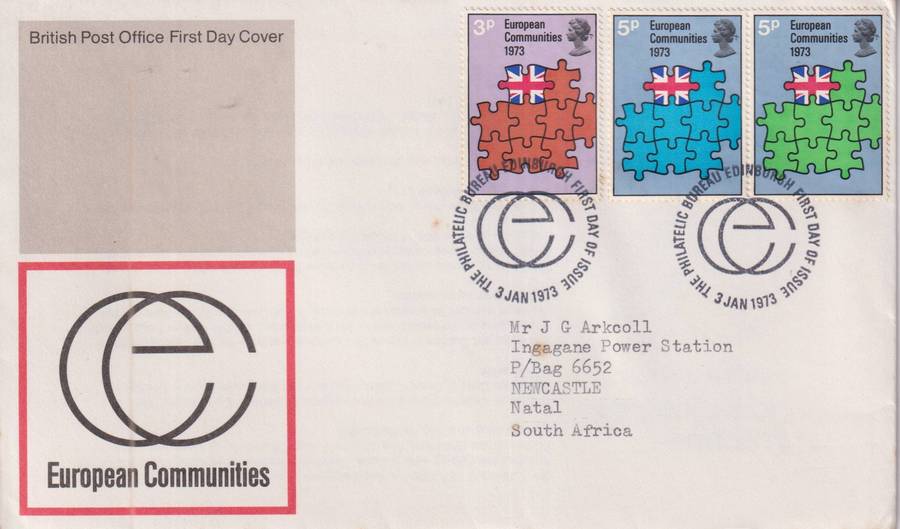 British Post Office First Day Cover
3P
European
Communities
1973
5P
European
Communities
1973
5P
European
Communities
1973
THE PHILATELIC BUREAU EDINBURGH FIRST DAY OF ISSUE
3 JAN 1973
THE PHILATELIC BUREAU EDINBURGH FIRST DAY OF ISSUE
3 JAN 1973
Mr J G Arkcoll
Ingagane Power Station
P/Bag 6652
NEWCASTLE
Natal
South Africa
European Communities